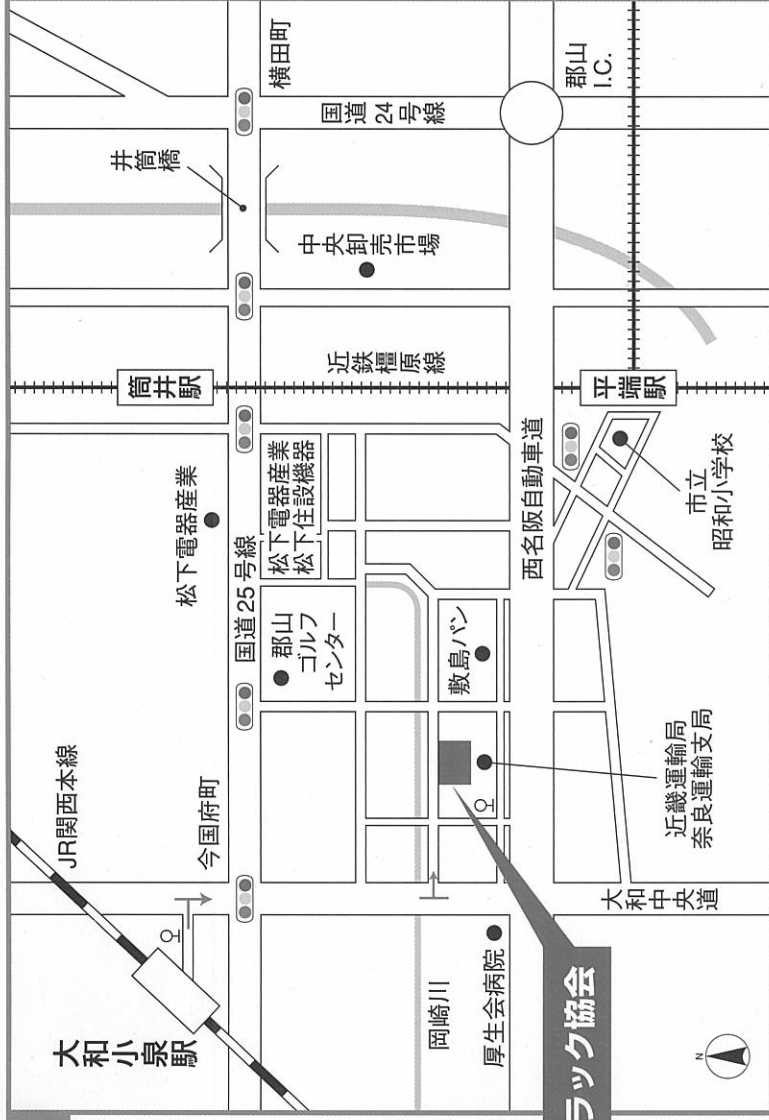 大和
小泉駅
JR関西本線
今国府町
国道25号線
松下電器産業
筒井駅
井筒橋
横田町
国道24号線
郡山
ゴルフ
センター
松下電器産業
松下住設機器
近鉄橿原線
中央卸売市場
岡崎川
厚生会病院
敷島パン
西名阪自動車道
郡山
I.C.
ラック協会
大和中央道
近畿運輸局
奈良運輸支局
市立
昭和小学校
平端駅
N